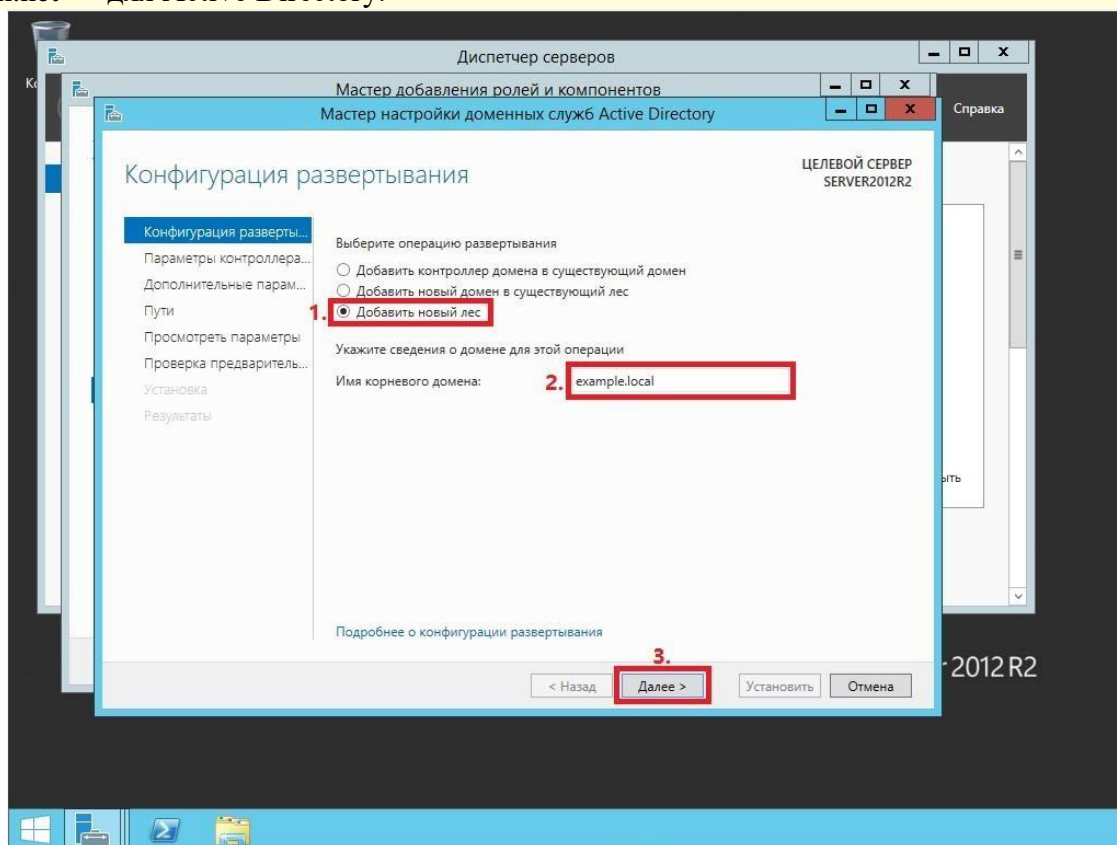 для Active Directory.
Диспетчер серверов
Мастер добавления ролей и компонентов
Справка
Мастер настройки доменных служб Active Directory
Конфигурация развертывания
ЦЕЛЕВОЙ СЕРВЕР
SERVER2012R2
Конфигурация разверты...
Параметры контроллера...
Дополнительные парам...
Пути
Просмотреть параметры
Проверка предваритель...
Установка
Результаты
Выберите операцию развертывания
Добавить контроллер домена в существующий домен
Добавить новый домен в существующий лес
1. Добавить новый лес
Укажите сведения о домене для этой операции
Имя корневого домена: 2. example.local
Подробнее о конфигурации развертывания
3.
< Назад Далее > Установить Отмена
2012 R2